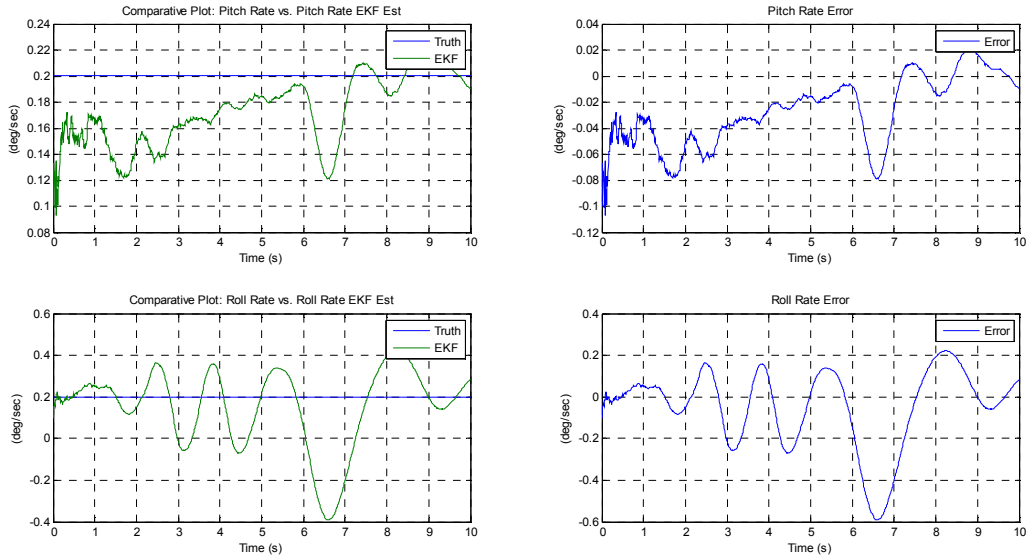 Comparative Plot: Pitch Rate vs. Pitch Rate EKF Est
0.24
0.22
0.2
0.18
0.16
0.14
0.12
0.1
0.08
(deg/sec)
Truth
EKF
0 1 2 3 4 5 6 7 8 9 10
Time (s)
Pitch Rate Error
0.04
0.02
0
-0.02
-0.04
-0.06
-0.08
-0.1
-0.12
(deg/sec)
Error
0 1 2 3 4 5 6 7 8 9 10
Time (s)
Comparative Plot: Roll Rate vs. Roll Rate EKF Est
0.6
0.4
0.2
0
-0.2
-0.4
(deg/sec)
Truth
EKF
0 1 2 3 4 5 6 7 8 9 10
Time (s)
Roll Rate Error
0.4
0.2
0
-0.2
-0.4
-0.6
(deg/sec)
Error
0 1 2 3 4 5 6 7 8 9 10
Time (s)